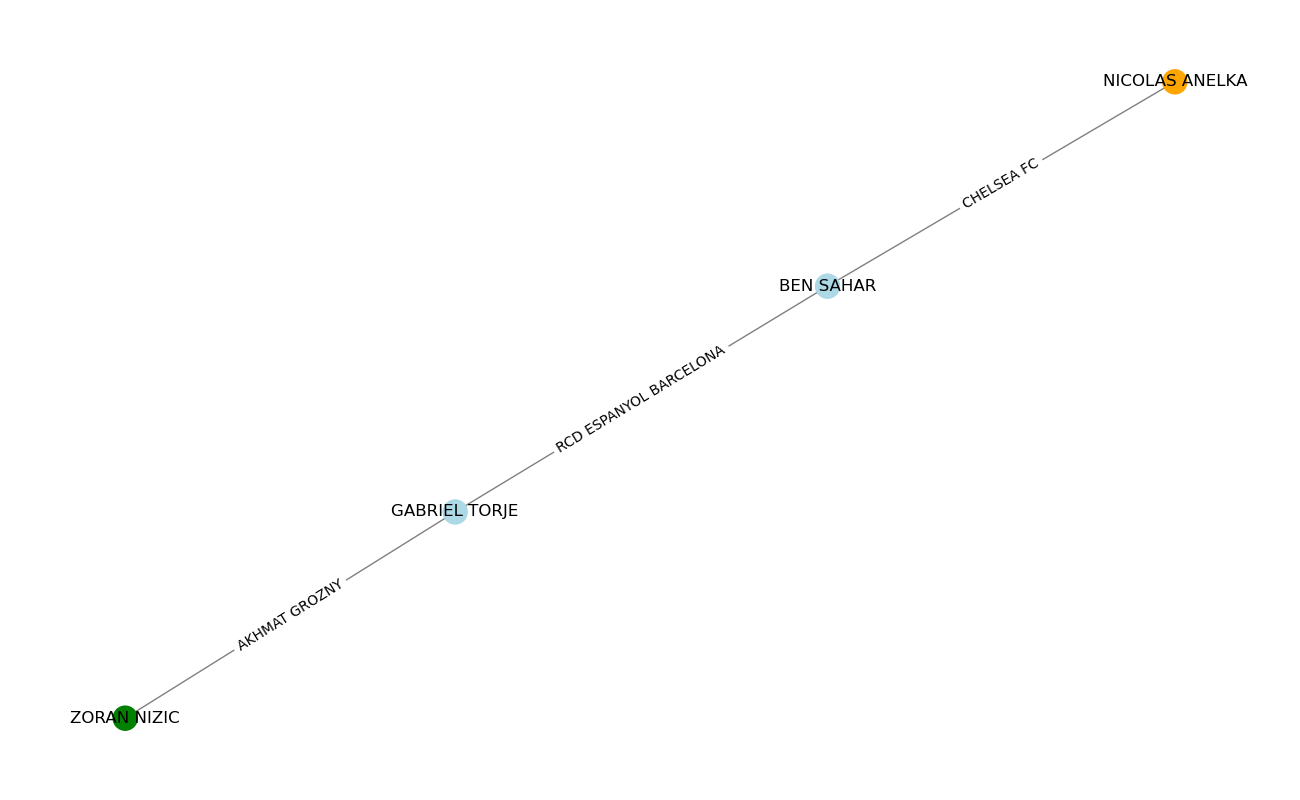 NICOLAS ANELKA
CHELSEA FC
BEN SAHAR
RCD ESPANYOL BARCELONA
GABRIEL TORJE
AKHMAT GROZNY
ZORAN NIZIC